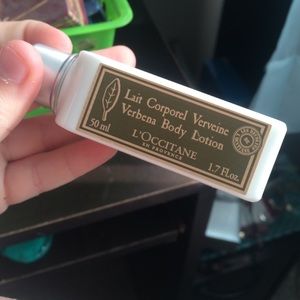 Lait Corporel Verveine
Verbena Body Lotion
L'OCCITANE
EN PROVENCE
50 ml
1.7 Fl.oz.